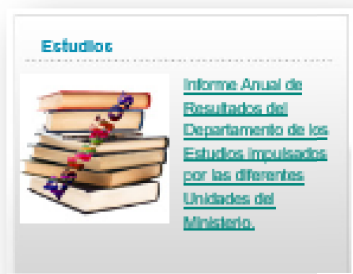 Estudios
Informe Anual de
Resultados del
Departamento de los
Estudios impulsados
por las diferentes
Unidades del
Ministerio.